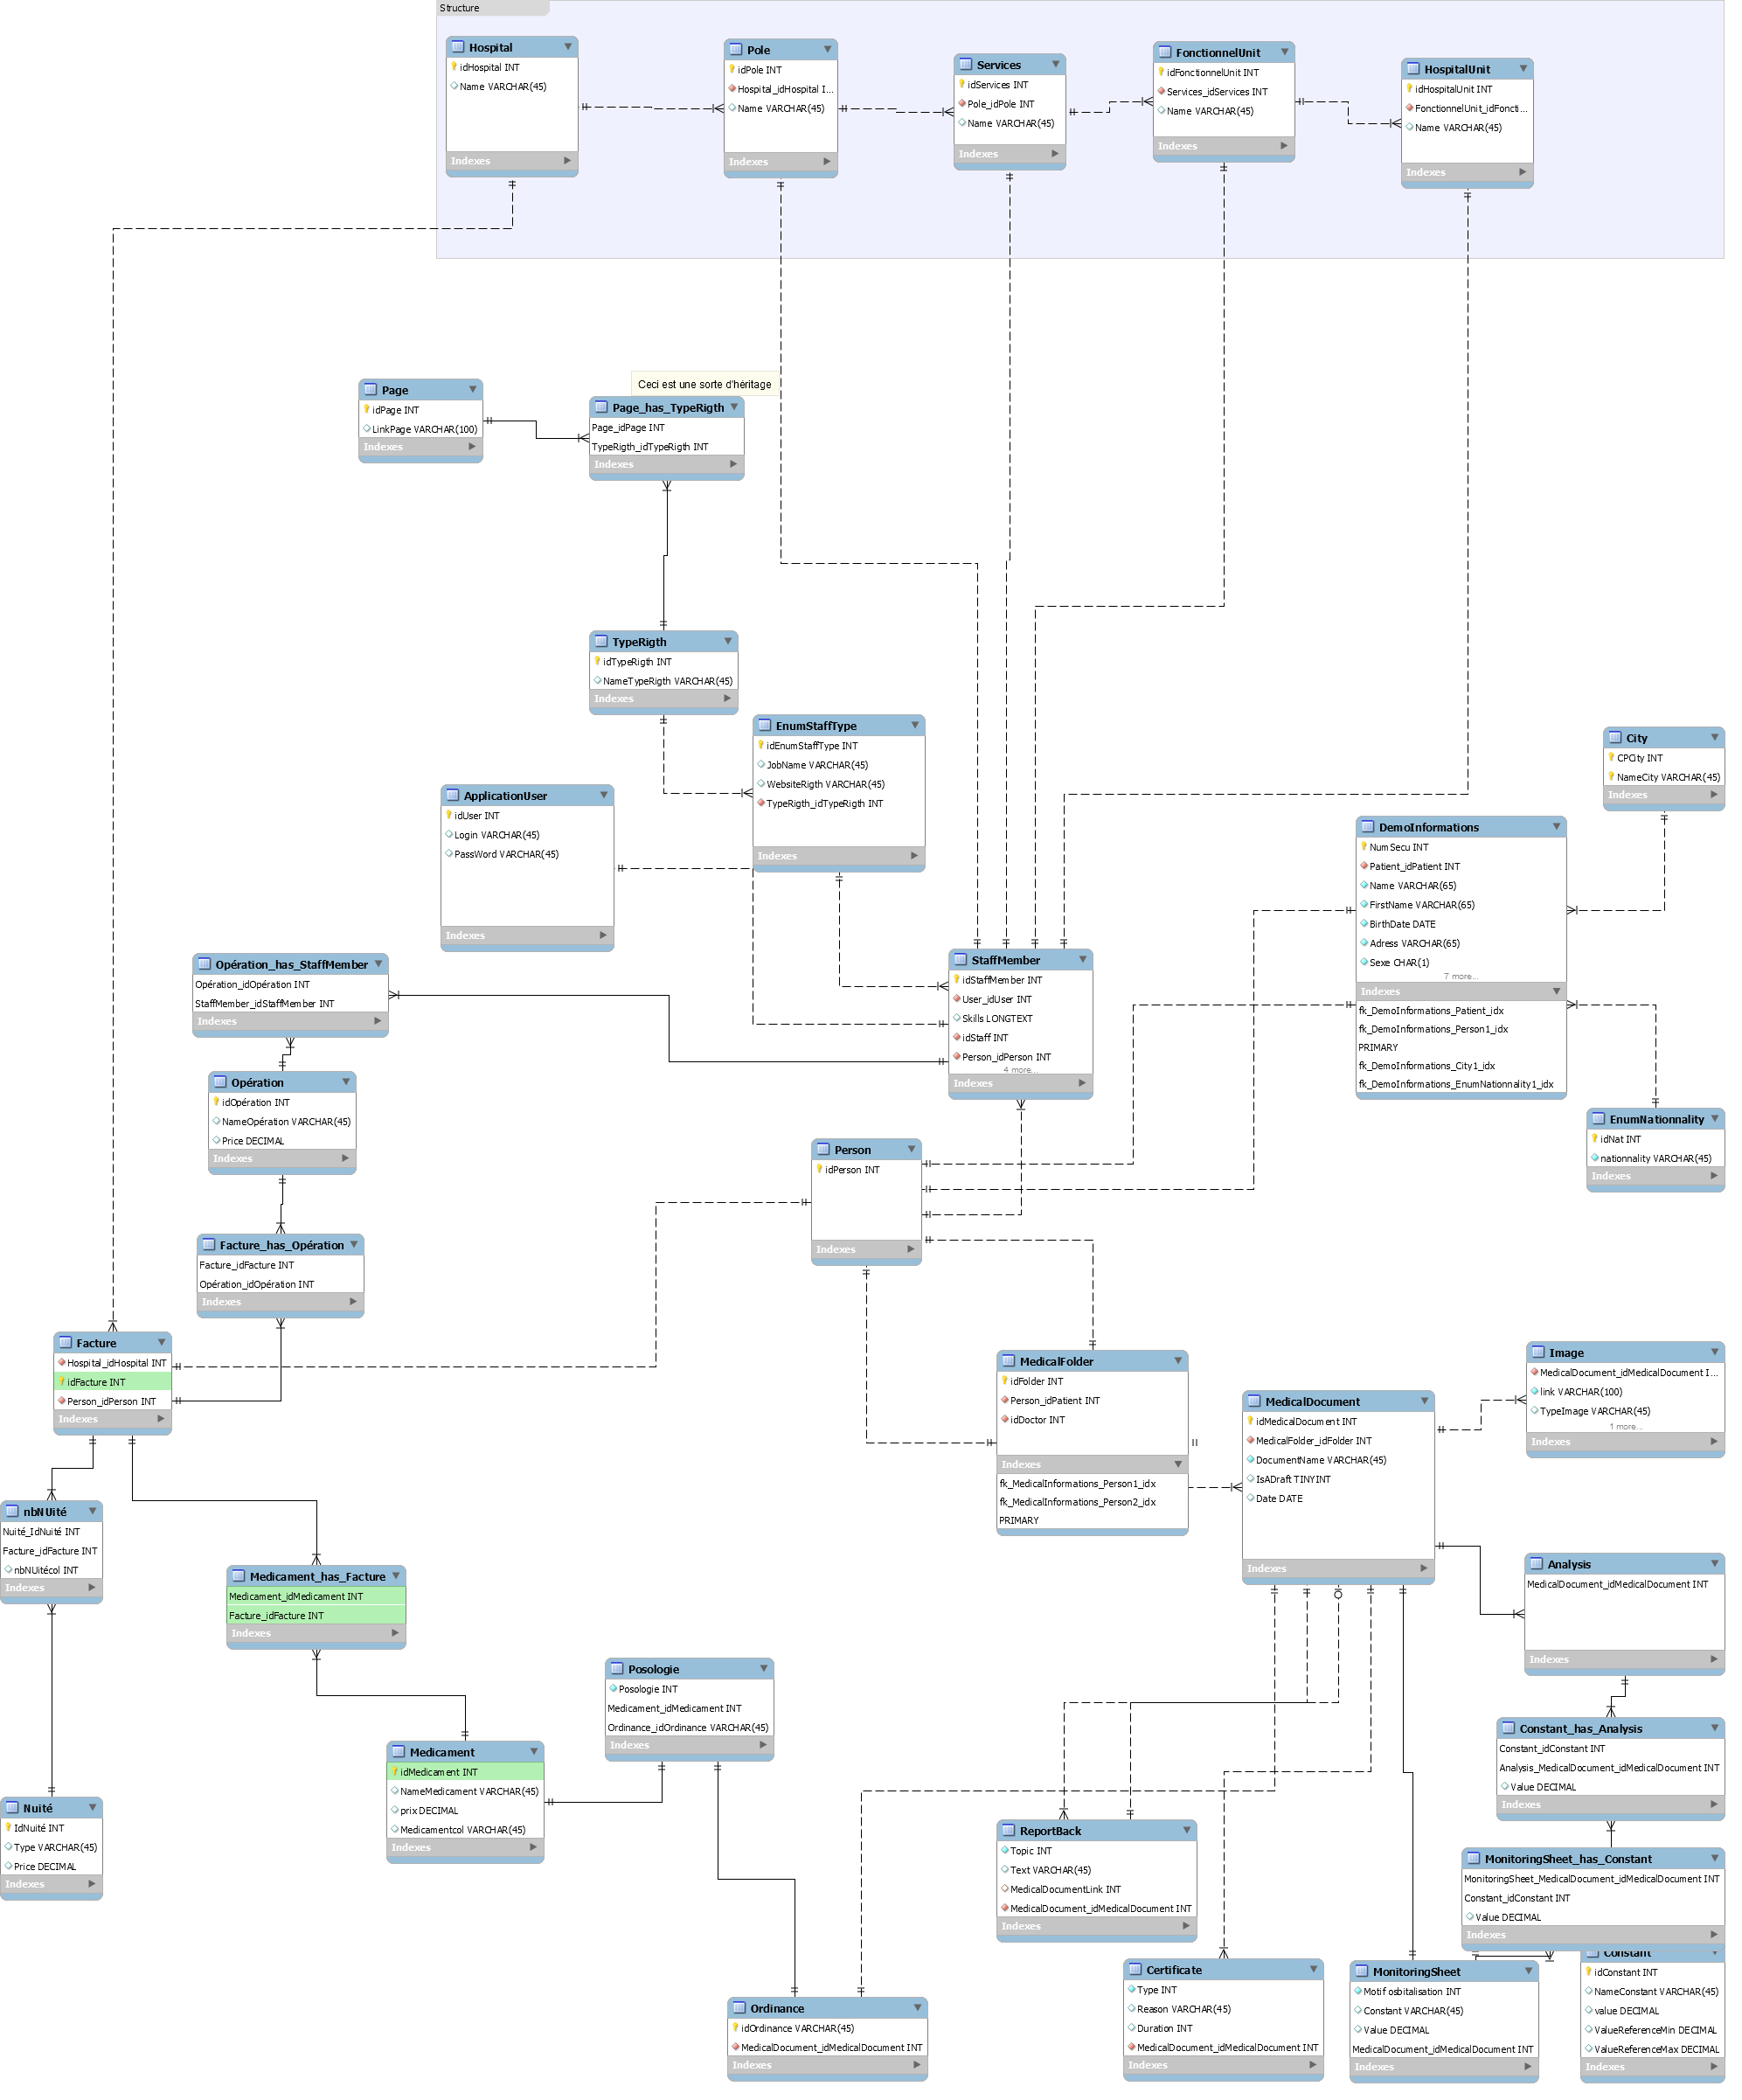 Structure
Hospital
idHospital INT
Name VARCHAR(45)
Indexes
Pole
idPole INT
Hospital_idHospital I...
Name VARCHAR(45)
Indexes
Services
idServices INT
Pole_idPole INT
Name VARCHAR(45)
Indexes
FonctionnelUnit
idFonctionnelUnit INT
Services_idServices INT
Name VARCHAR(45)
Indexes
HospitalUnit
idHospitalUnit INT
FonctionnelUnit_idFoncti...
Name VARCHAR(45)
Indexes
Page
idPage INT
LinkPage VARCHAR(100)
Indexes
Ceci est une sorte d'héritage
Page_has_TypeRigth
Page_idPage INT
TypeRigth_idTypeRigth INT
Indexes
TypeRigth
idTypeRigth INT
NameTypeRigth VARCHAR(45)
Indexes
EnumStaffType
idEnumStaffType INT
JobName VARCHAR(45)
WebsiteRigth VARCHAR(45)
TypeRigth_idTypeRigth INT
Indexes
City
CPCity INT
NameCity VARCHAR(45)
Indexes
ApplicationUser
idUser INT
Login VARCHAR(45)
PassWord VARCHAR(45)
Indexes
DemoInformations
NumSecu INT
Patient_idPatient INT
Name VARCHAR(65)
FirstName VARCHAR(65)
BirthDate DATE
Adress VARCHAR(65)
Sexe CHAR(1)
7 more...
Indexes
fk_DemoInformations_Patient_idx
fk_DemoInformations_Person1_idx
PRIMARY
fk_DemoInformations_City1_idx
fk_DemoInformations_EnumNationnality1_idx
Opération_has_StaffMember
Opération_idOpération INT
StaffMember_idStaffMember INT
Indexes
StaffMember
idStaffMember INT
User_idUser INT
Skills LONGTEXT
idStaff INT
Person_idPerson INT
4 more...
Indexes
Opération
idOpération INT
NameOpération VARCHAR(45)
Price DECIMAL
Indexes
EnumNationnality
idNat INT
nationnality VARCHAR(45)
Indexes
Person
idPerson INT
Indexes
Facture_has_Opération
Facture_idFacture INT
Opération_idOpération INT
Indexes
Facture
Hospital_idHospital INT
idFacture INT
Person_idPerson INT
Indexes
MedicalFolder
idFolder INT
Person_idPatient INT
idDoctor INT
Indexes
fk_MedicalInformations_Person1_idx
fk_MedicalInformations_Person2_idx
PRIMARY
MedicalDocument
idMedicalDocument INT
MedicalFolder_idFolder INT
DocumentName VARCHAR(45)
IsADraft TINYINT
Date DATE
Indexes
Image
MedicalDocument_idMedicalDocument I...
link VARCHAR(100)
TypeImage VARCHAR(45)
1 more...
Indexes
nbNUité
Nuité_IdNuité INT
Facture_idFacture INT
nbNUitécol INT
Indexes
Medicament_has_Facture
Medicament_idMedicament INT
Facture_idFacture INT
Indexes
Analysis
MedicalDocument_idMedicalDocument INT
Indexes
Posologie
Posologie INT
Medicament_idMedicament INT
Ordinance_idOrdinance VARCHAR(45)
Indexes
Medicament
idMedicament INT
NameMedicament VARCHAR(45)
prix DECIMAL
Medicamentcol VARCHAR(45)
Indexes
Constant_has_Analysis
Constant_idConstant INT
Analysis_MedicalDocument_idMedicalDocument INT
Value DECIMAL
Indexes
Nuité
IdNuité INT
Type VARCHAR(45)
Price DECIMAL
Indexes
ReportBack
Topic INT
Text VARCHAR(45)
MedicalDocumentLink INT
MedicalDocument_idMedicalDocument INT
Indexes
MonitoringSheet_has_Constant
MonitoringSheet_MedicalDocument_idMedicalDocument INT
Constant_idConstant INT
Value DECIMAL
Indexes
Certificate
Type INT
Reason VARCHAR(45)
Duration INT
MedicalDocument_idMedicalDocument INT
Indexes
MonitoringSheet
Motif osbitalisation INT
Constant VARCHAR(45)
Value DECIMAL
MedicalDocument_idMedicalDocument INT
Indexes
Constant
idConstant INT
NameConstant VARCHAR(45)
value DECIMAL
ValueReferenceMin DECIMAL
ValueReferenceMax DECIMAL
Indexes
Ordinance
idOrdinance VARCHAR(45)
MedicalDocument_idMedicalDocument INT
Indexes